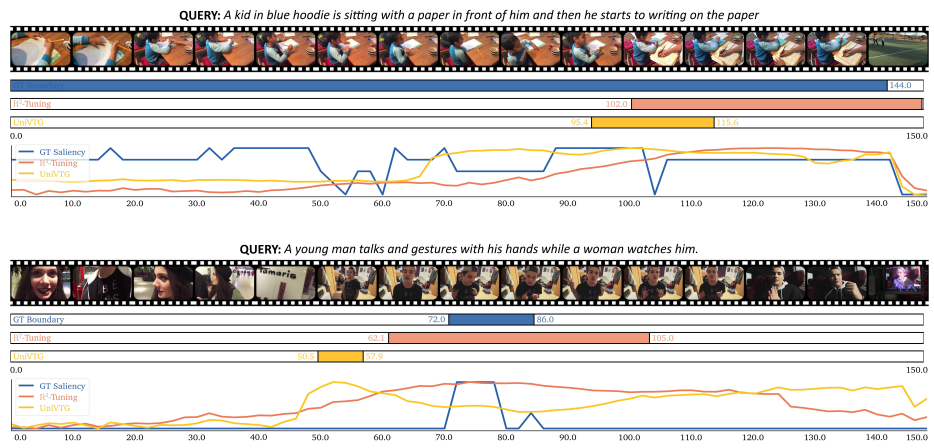 QUERY: A kid in blue hoodie is sitting with a paper in front of him and then he starts to writing on the paper
GT Boundary 144.0
R²-Tuning 102.0
UniVTG 95.4 115.6
0.0 150.0
GT Saliency
R²-Tuning
UniVTG
0.0 10.0 20.0 30.0 40.0 50.0 60.0 70.0 80.0 90.0 100.0 110.0 120.0 130.0 140.0 150.0
QUERY: A young man talks and gestures with his hands while a woman watches him.
Tamaris
GT Boundary 72.0 86.0
R²-Tuning 62.1 105.0
UniVTG 50.5 57.9
0.0 150.0
GT Saliency
R²-Tuning
UniVTG
0.0 10.0 20.0 30.0 40.0 50.0 60.0 70.0 80.0 90.0 100.0 110.0 120.0 130.0 140.0 150.0